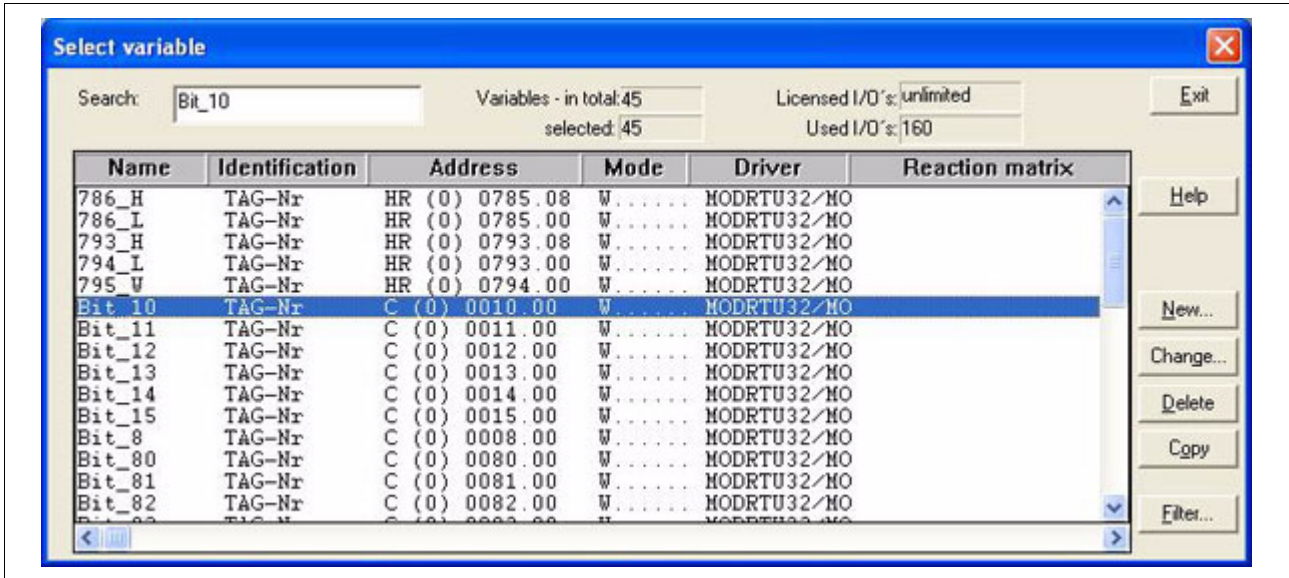 Select variable
Search: Bit_10 Variables - in total: 45 Licensed I/O´s: unlimited Exit
selected: 45 Used I/O´s: 160
Name Identification Address Mode Driver Reaction matrix
786_H TAG-Nr HR (0) 0785.08 W...... MODRTU32/MO
786_L TAG-Nr HR (0) 0785.00 W...... MODRTU32/MO
Help
793_H TAG-Nr HR (0) 0793.08 W...... MODRTU32/MO
794_L TAG-Nr HR (0) 0793.00 W...... MODRTU32/MO
795_W TAG-Nr HR (0) 0794.00 W...... MODRTU32/MO
Bit_10 TAG-Nr C (0) 0010.00 W...... MODRTU32/MO
New...
Bit_11 TAG-Nr C (0) 0011.00 W...... MODRTU32/MO
Bit_12 TAG-Nr C (0) 0012.00 W...... MODRTU32/MO
Change...
Bit_13 TAG-Nr C (0) 0013.00 W...... MODRTU32/MO
Bit_14 TAG-Nr C (0) 0014.00 W...... MODRTU32/MO
Delete
Bit_15 TAG-Nr C (0) 0015.00 W...... MODRTU32/MO
Bit_8 TAG-Nr C (0) 0008.00 W...... MODRTU32/MO
Copy
Bit_80 TAG-Nr C (0) 0080.00 W...... MODRTU32/MO
Bit_81 TAG-Nr C (0) 0081.00 W...... MODRTU32/MO
Bit_82 TAG-Nr C (0) 0082.00 W...... MODRTU32/MO
Filter...